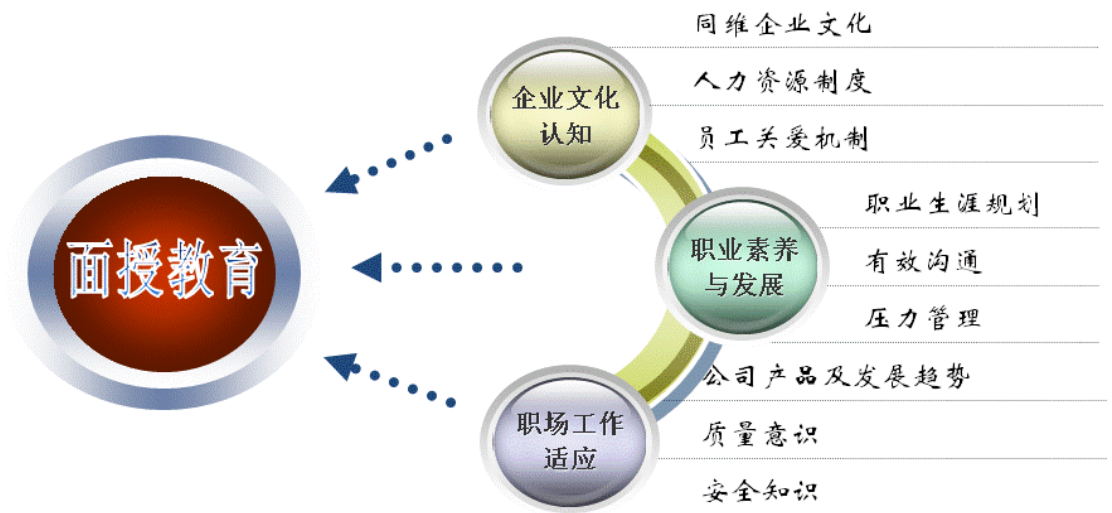 面授教育
企业文化
认知
同维企业文化
人力资源制度
员工关爱机制
职业素养
与发展
职业生涯规划
有效沟通
压力管理
职场工作
适应
公司产品及发展趋势
质量意识
安全知识